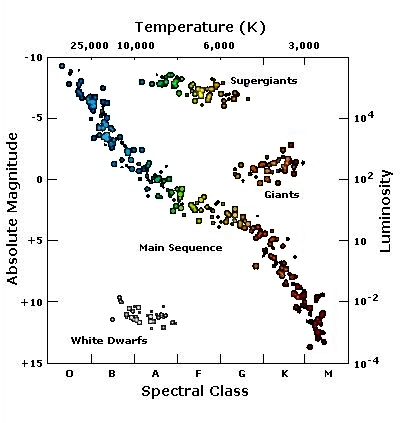 Temperature (K)
25,000 10,000 6,000 3,000
-10
Supergiants
-5
10⁴
0
10²
Giants
+5
10
Main Sequence
+10
10⁻²
White Dwarfs
+15
10⁻⁴
Absolute Magnitude
Luminosity
O B A F G K M
Spectral Class